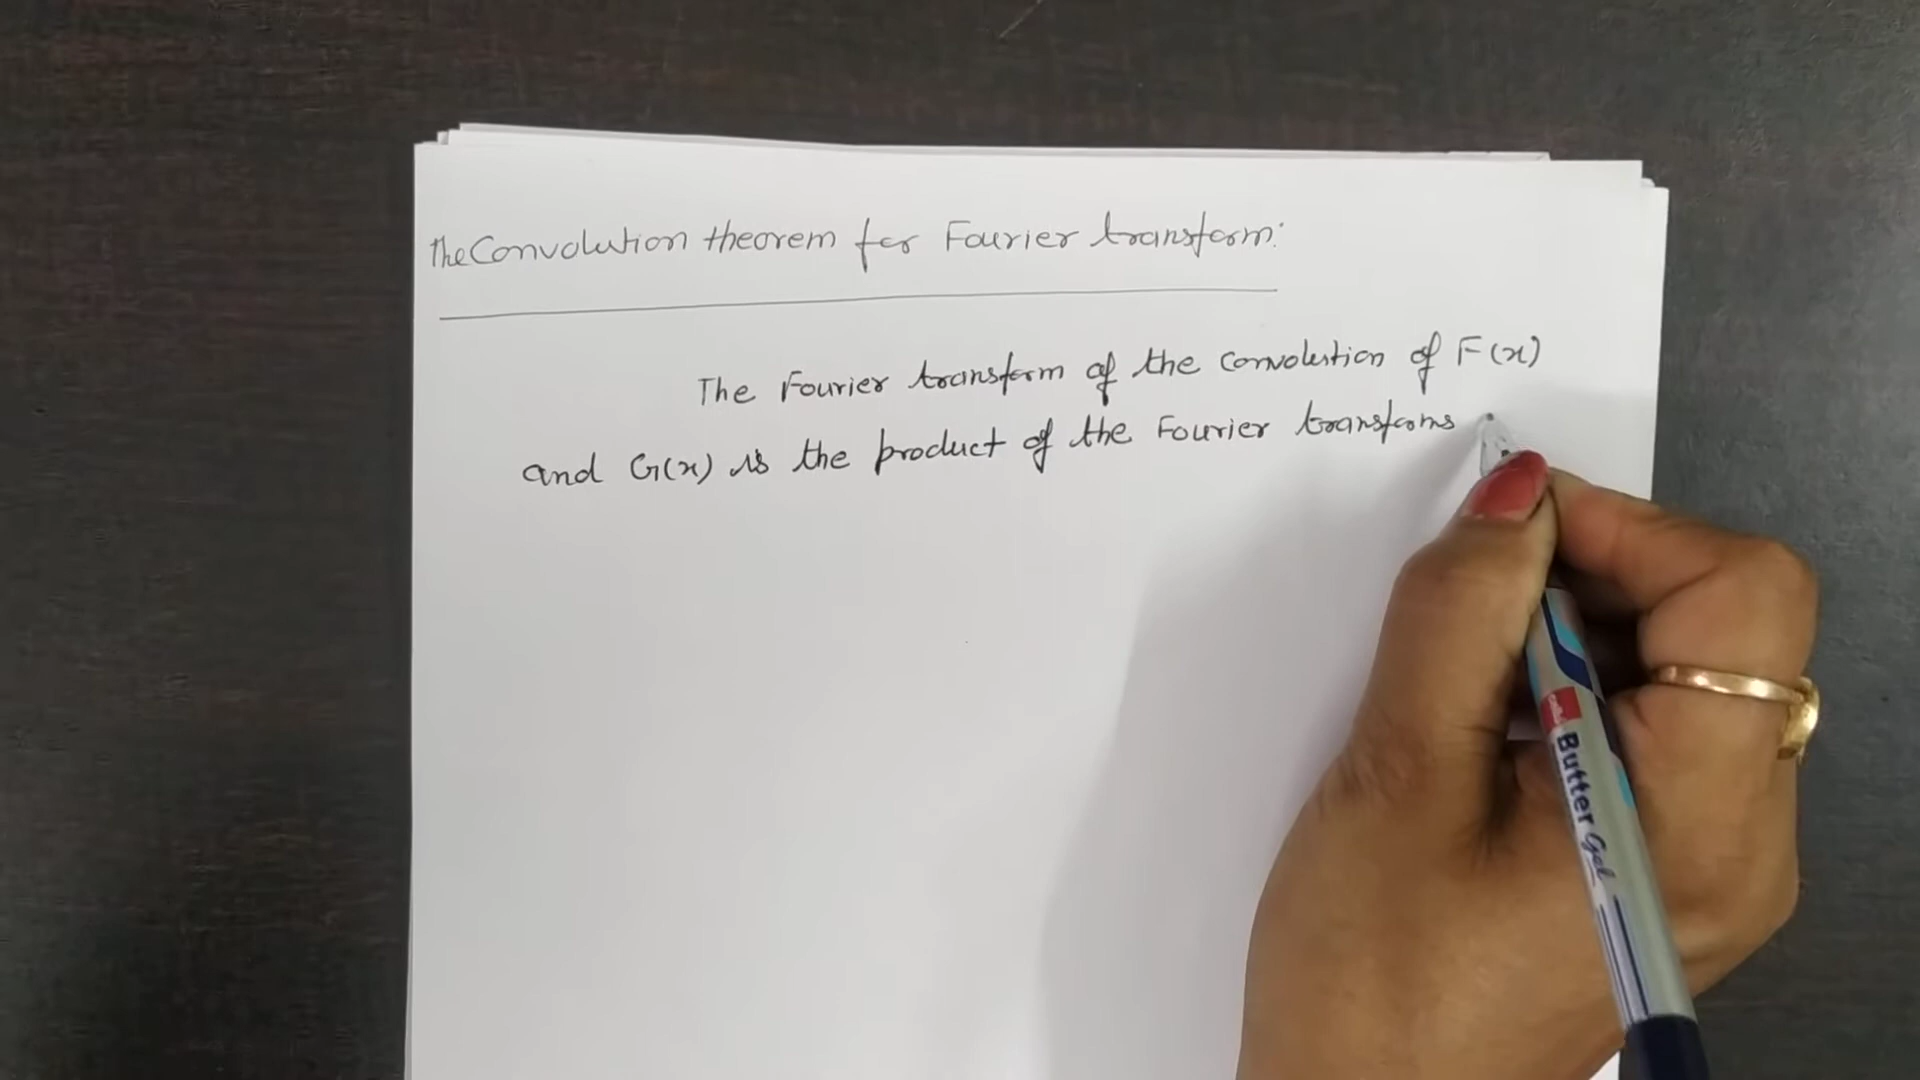 The Convolution theorem for Fourier transform:
The Fourier transform of the convolution of F(x)
and G(x) is the product of the Fourier transforms
Butter Gel